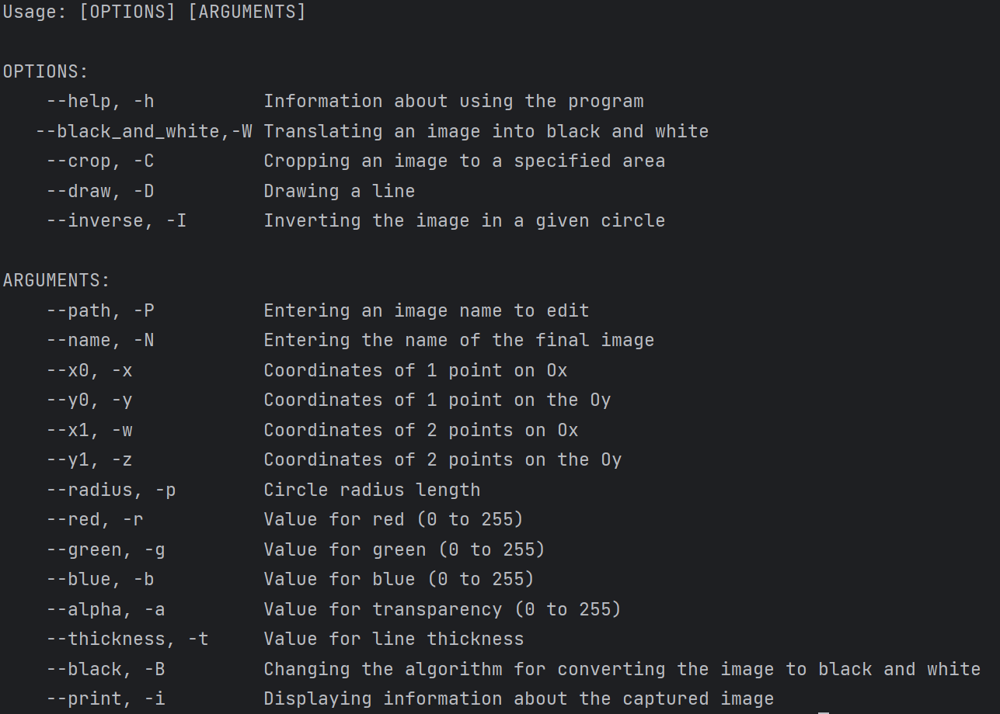 Usage: [OPTIONS] [ARGUMENTS]
OPTIONS:
--help, -h Information about using the program
--black_and_white,-W Translating an image into black and white
--crop, -C Cropping an image to a specified area
--draw, -D Drawing a line
--inverse, -I Inverting the image in a given circle
ARGUMENTS:
--path, -P Entering an image name to edit
--name, -N Entering the name of the final image
--x0, -x Coordinates of 1 point on Ox
--y0, -y Coordinates of 1 point on the Oy
--x1, -w Coordinates of 2 points on Ox
--y1, -z Coordinates of 2 points on the Oy
--radius, -p Circle radius length
--red, -r Value for red (0 to 255)
--green, -g Value for green (0 to 255)
--blue, -b Value for blue (0 to 255)
--alpha, -a Value for transparency (0 to 255)
--thickness, -t Value for line thickness
--black, -B Changing the algorithm for converting the image to black and white
--print, -i Displaying information about the captured image